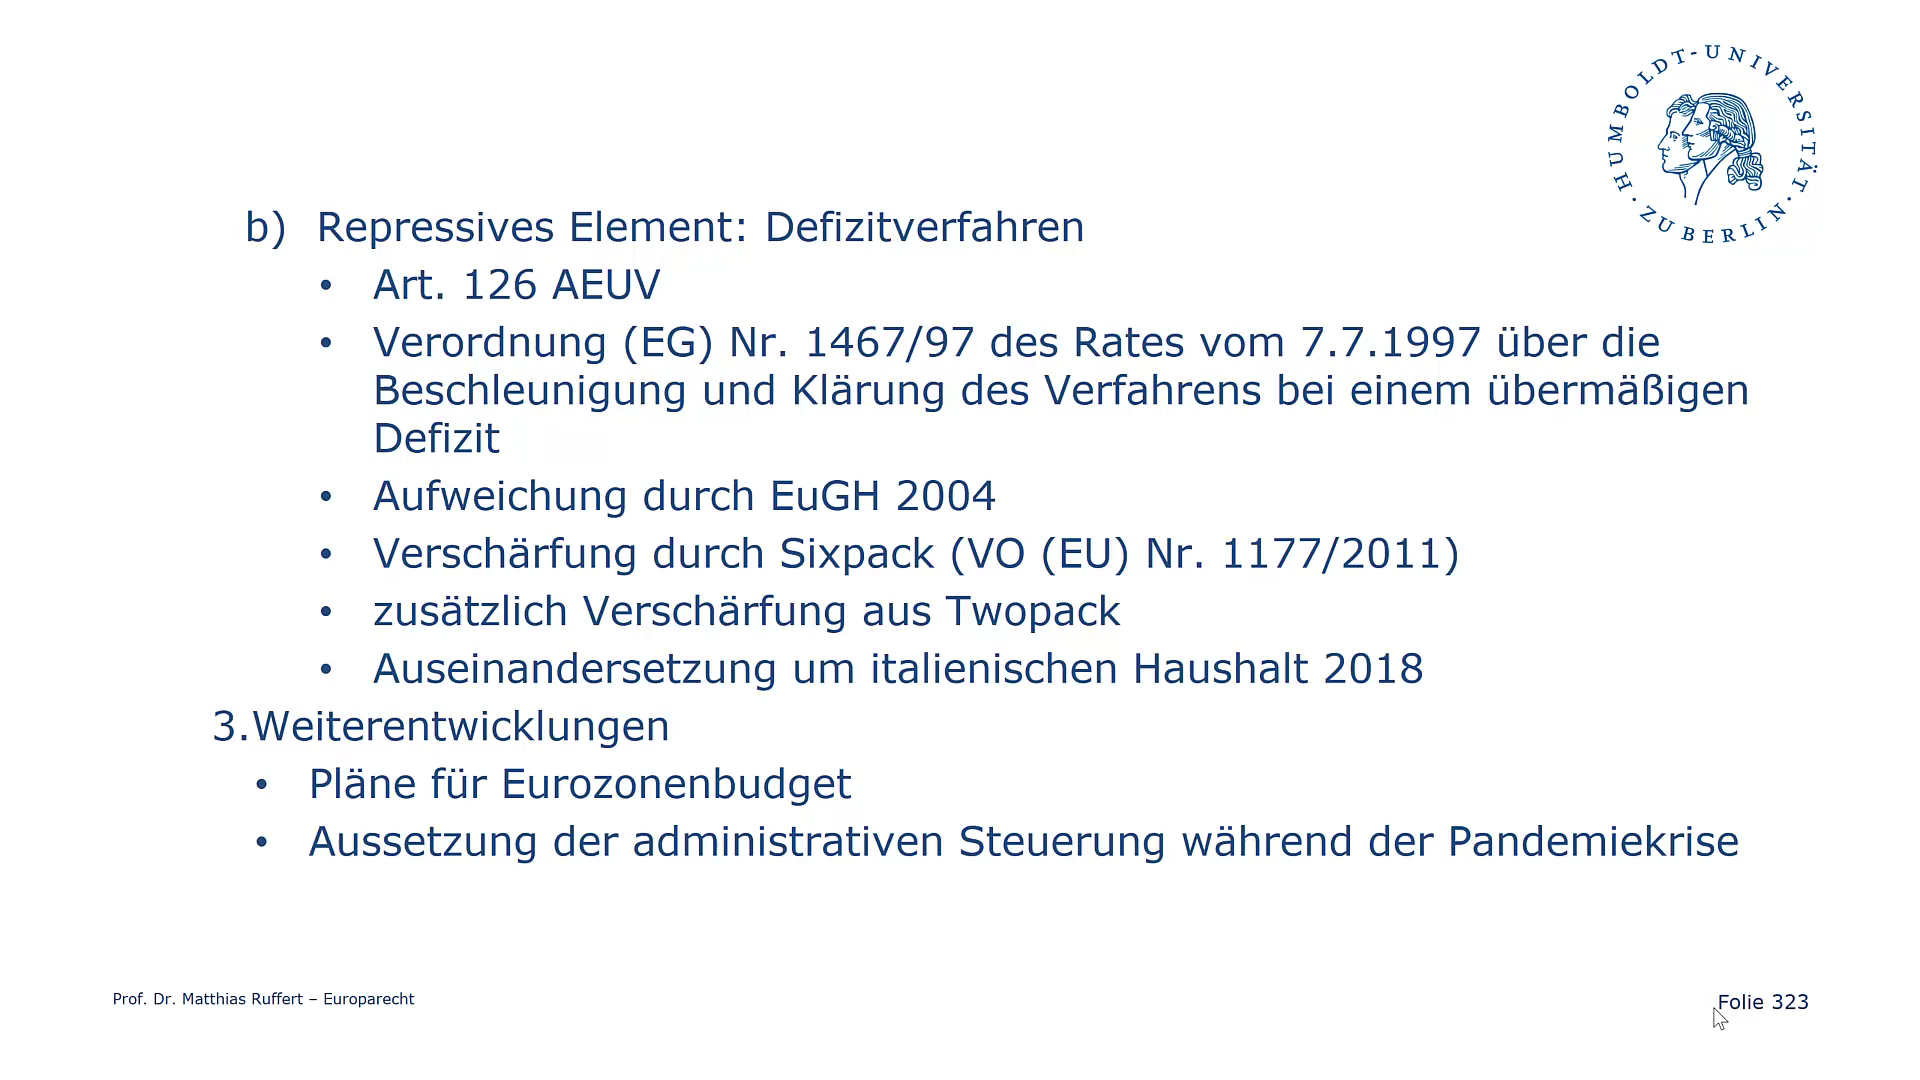 HUMBOLDT-UNIVERSITÄT · ZU BERLIN ·
b) Repressives Element: Defizitverfahren
• Art. 126 AEUV
• Verordnung (EG) Nr. 1467/97 des Rates vom 7.7.1997 über die
Beschleunigung und Klärung des Verfahrens bei einem übermäßigen
Defizit
• Aufweichung durch EuGH 2004
• Verschärfung durch Sixpack (VO (EU) Nr. 1177/2011)
• zusätzlich Verschärfung aus Twopack
• Auseinandersetzung um italienischen Haushalt 2018
3.Weiterentwicklungen
• Pläne für Eurozonenbudget
• Aussetzung der administrativen Steuerung während der Pandemiekrise
Prof. Dr. Matthias Ruffert – Europarecht
Folie 323